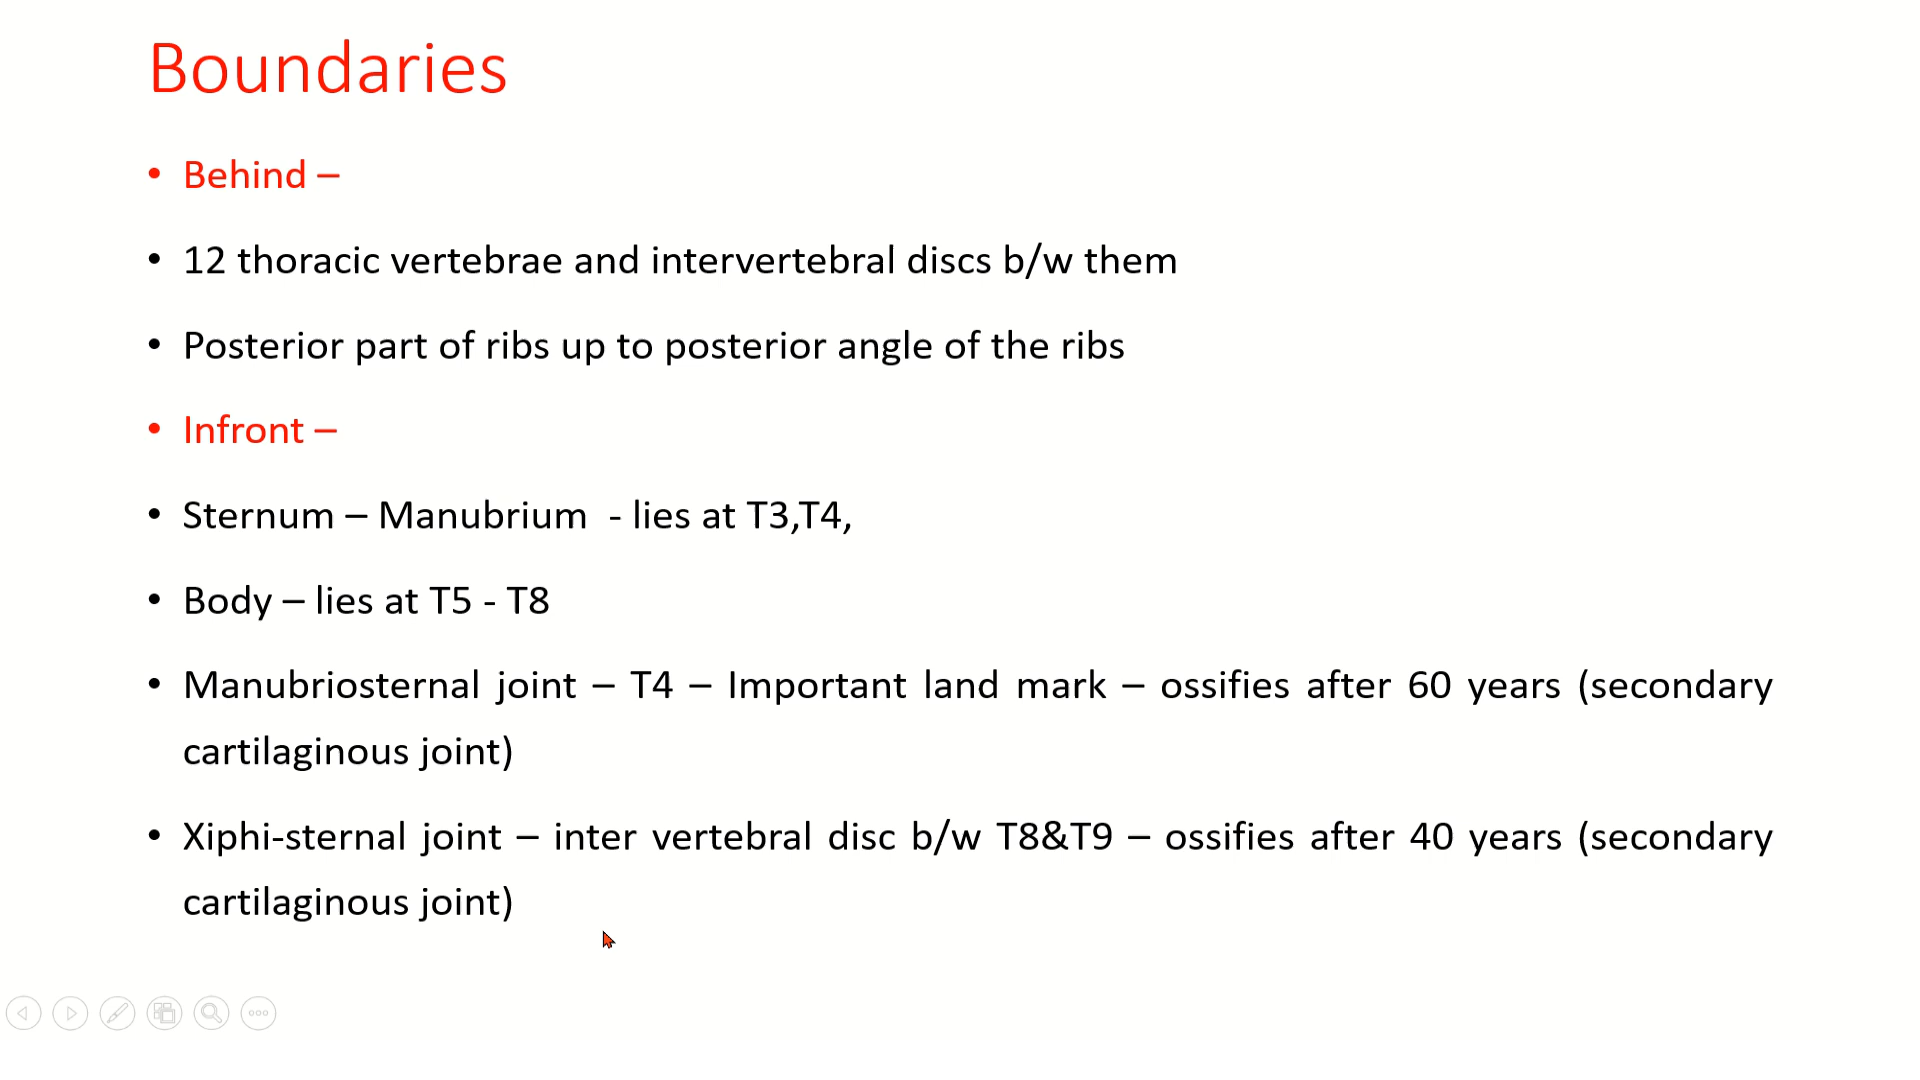 Boundaries
• Behind –
• 12 thoracic vertebrae and intervertebral discs b/w them
• Posterior part of ribs up to posterior angle of the ribs
• Infront –
• Sternum – Manubrium  - lies at T3,T4,
• Body – lies at T5 - T8
• Manubriosternal joint – T4 – Important land mark – ossifies after 60 years (secondary
cartilaginous joint)
• Xiphi-sternal joint – inter vertebral disc b/w T8&T9 – ossifies after 40 years (secondary
cartilaginous joint)